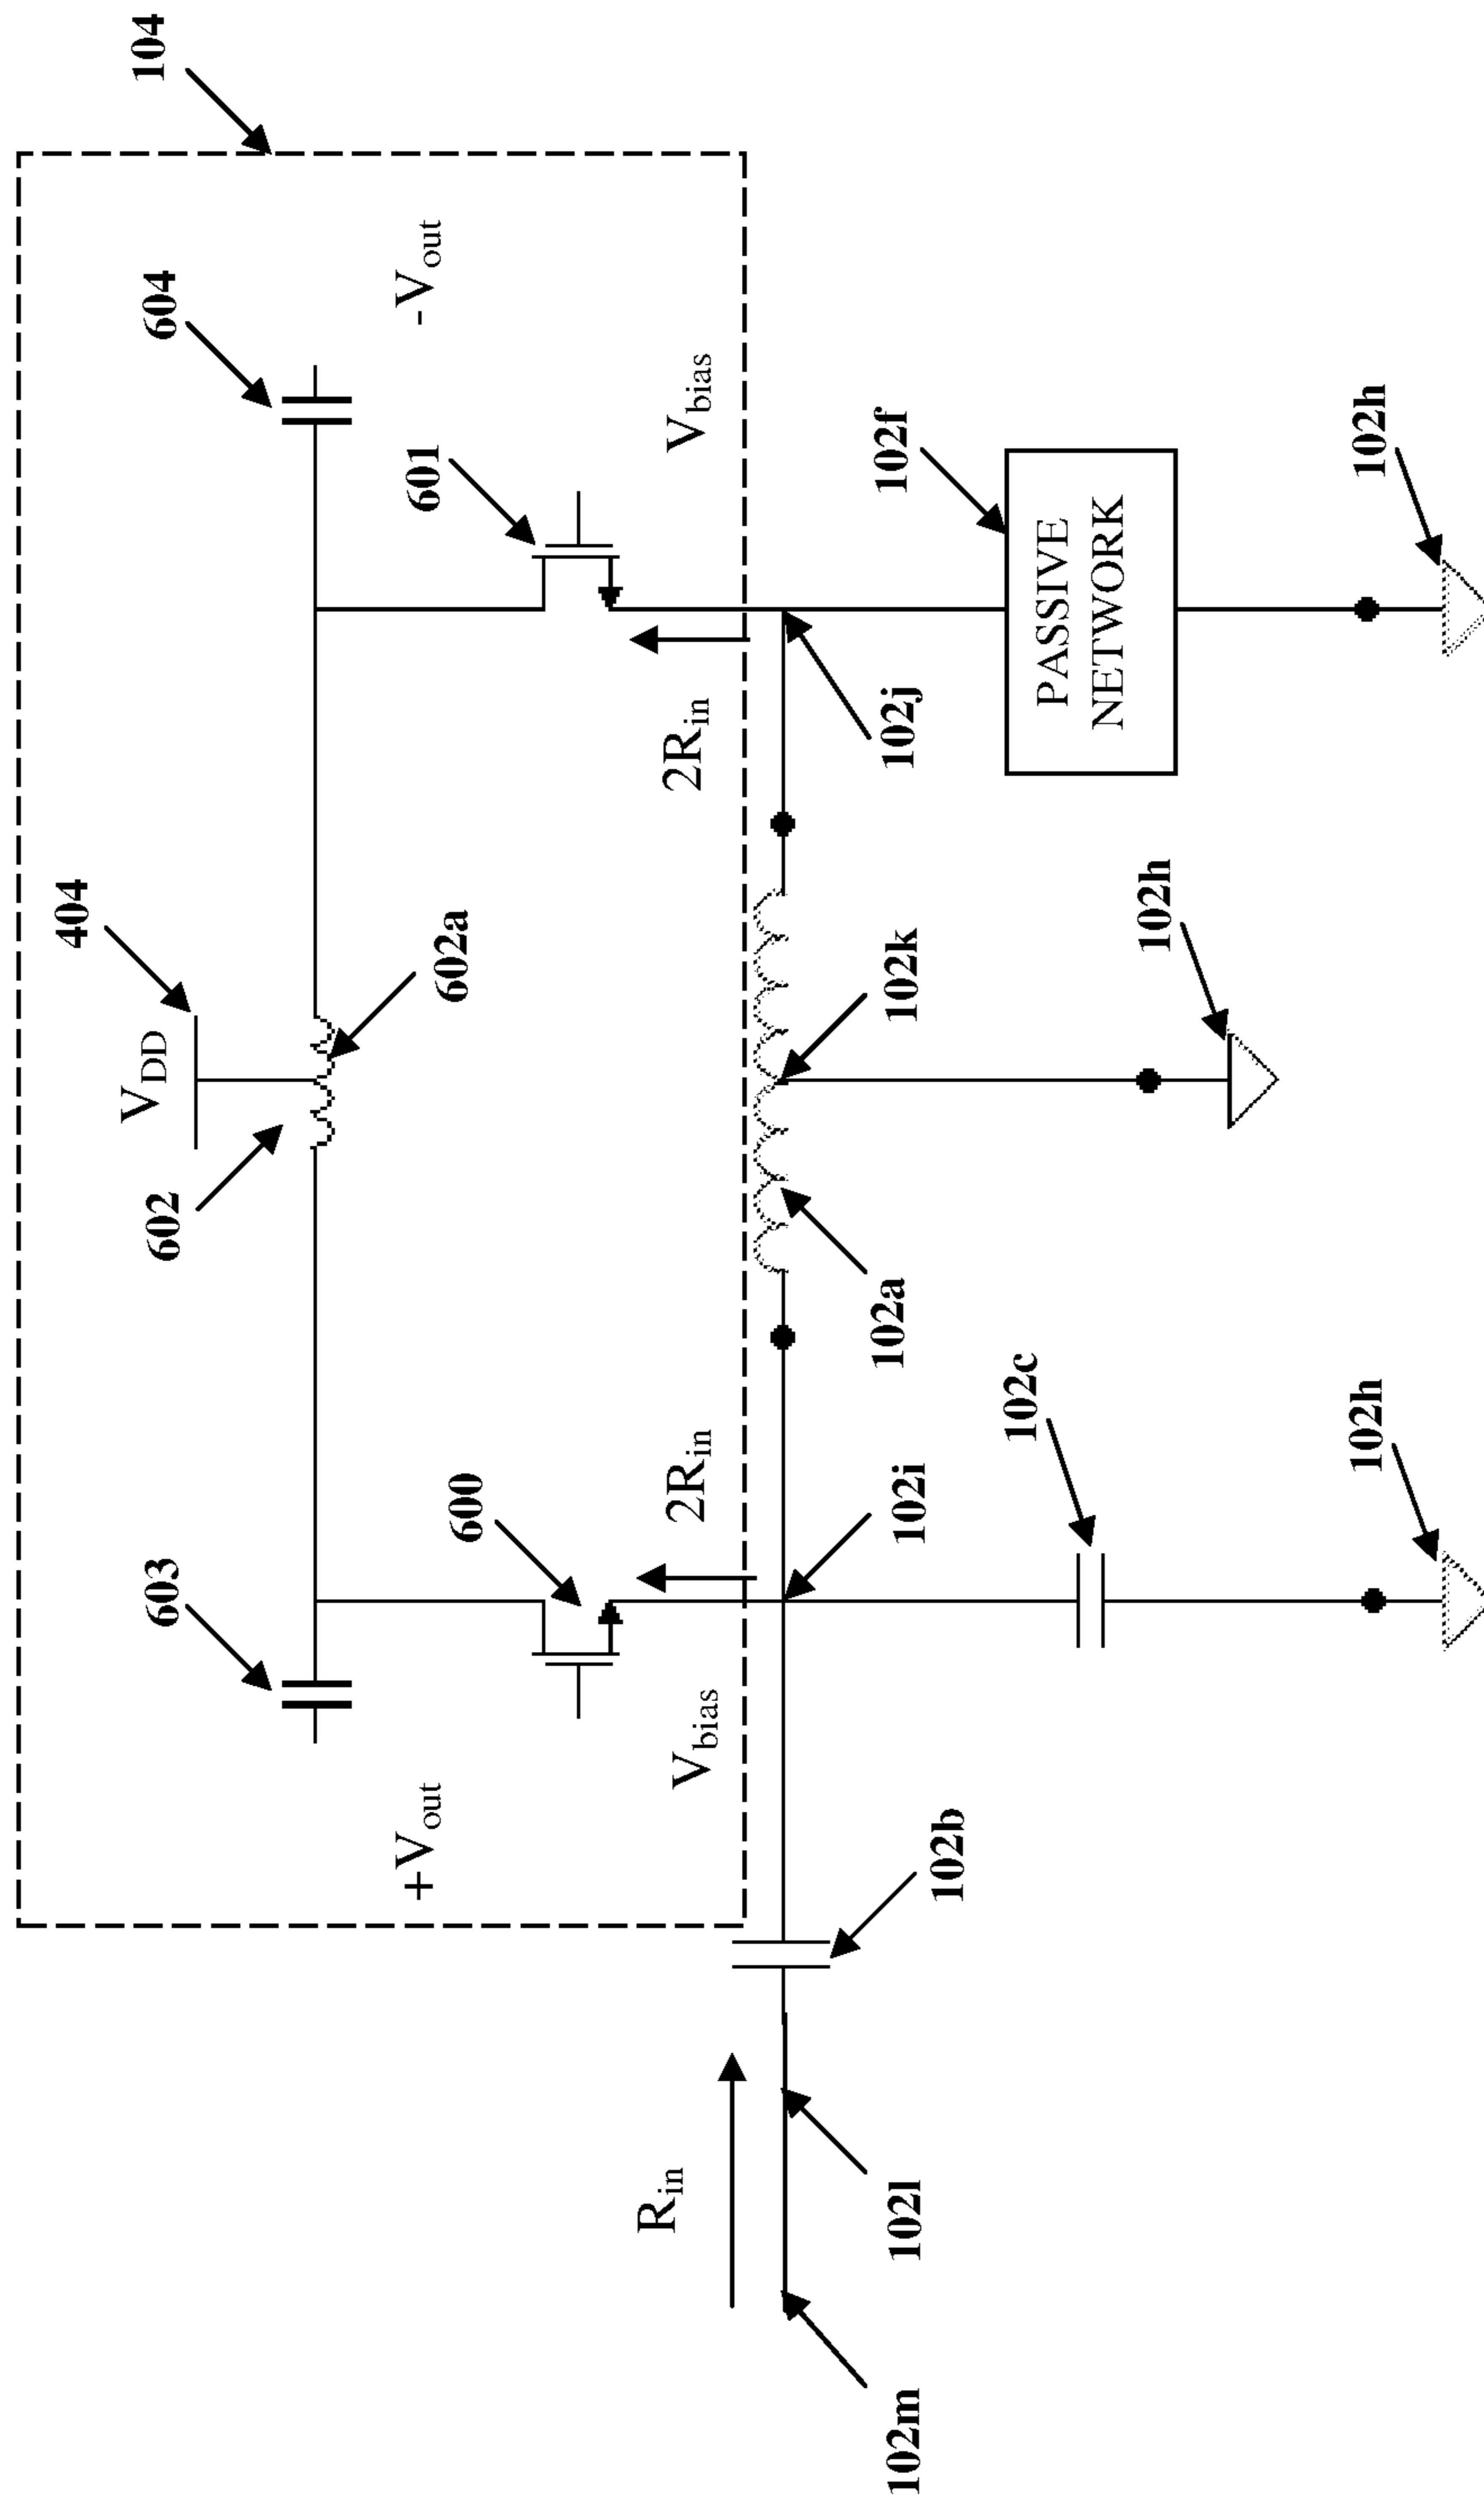 104
404
V_DD
602
602a
603
604
+V_out
-V_out
600
601
V_bias
V_bias
2R_in
2R_in
R_in
102m
102l
102b
102i
102a
102k
102j
102c
102f
PASSIVE
NETWORK
102h
102h
102h